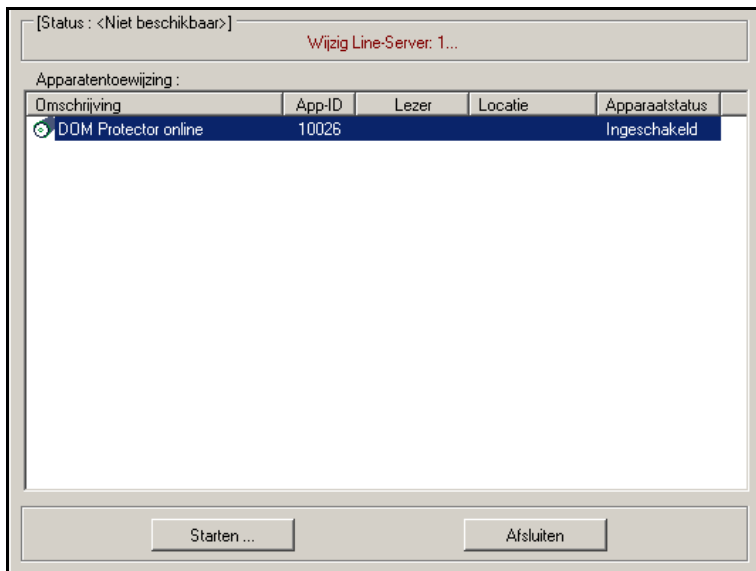 [Status : <Niet beschikbaar>]
Wijzig Line-Server: 1...
Apparatentoewijzing :
Omschrijving App-ID Lezer Locatie Apparaatstatus
DOM Protector online 10026 Ingeschakeld
Starten ... Afsluiten